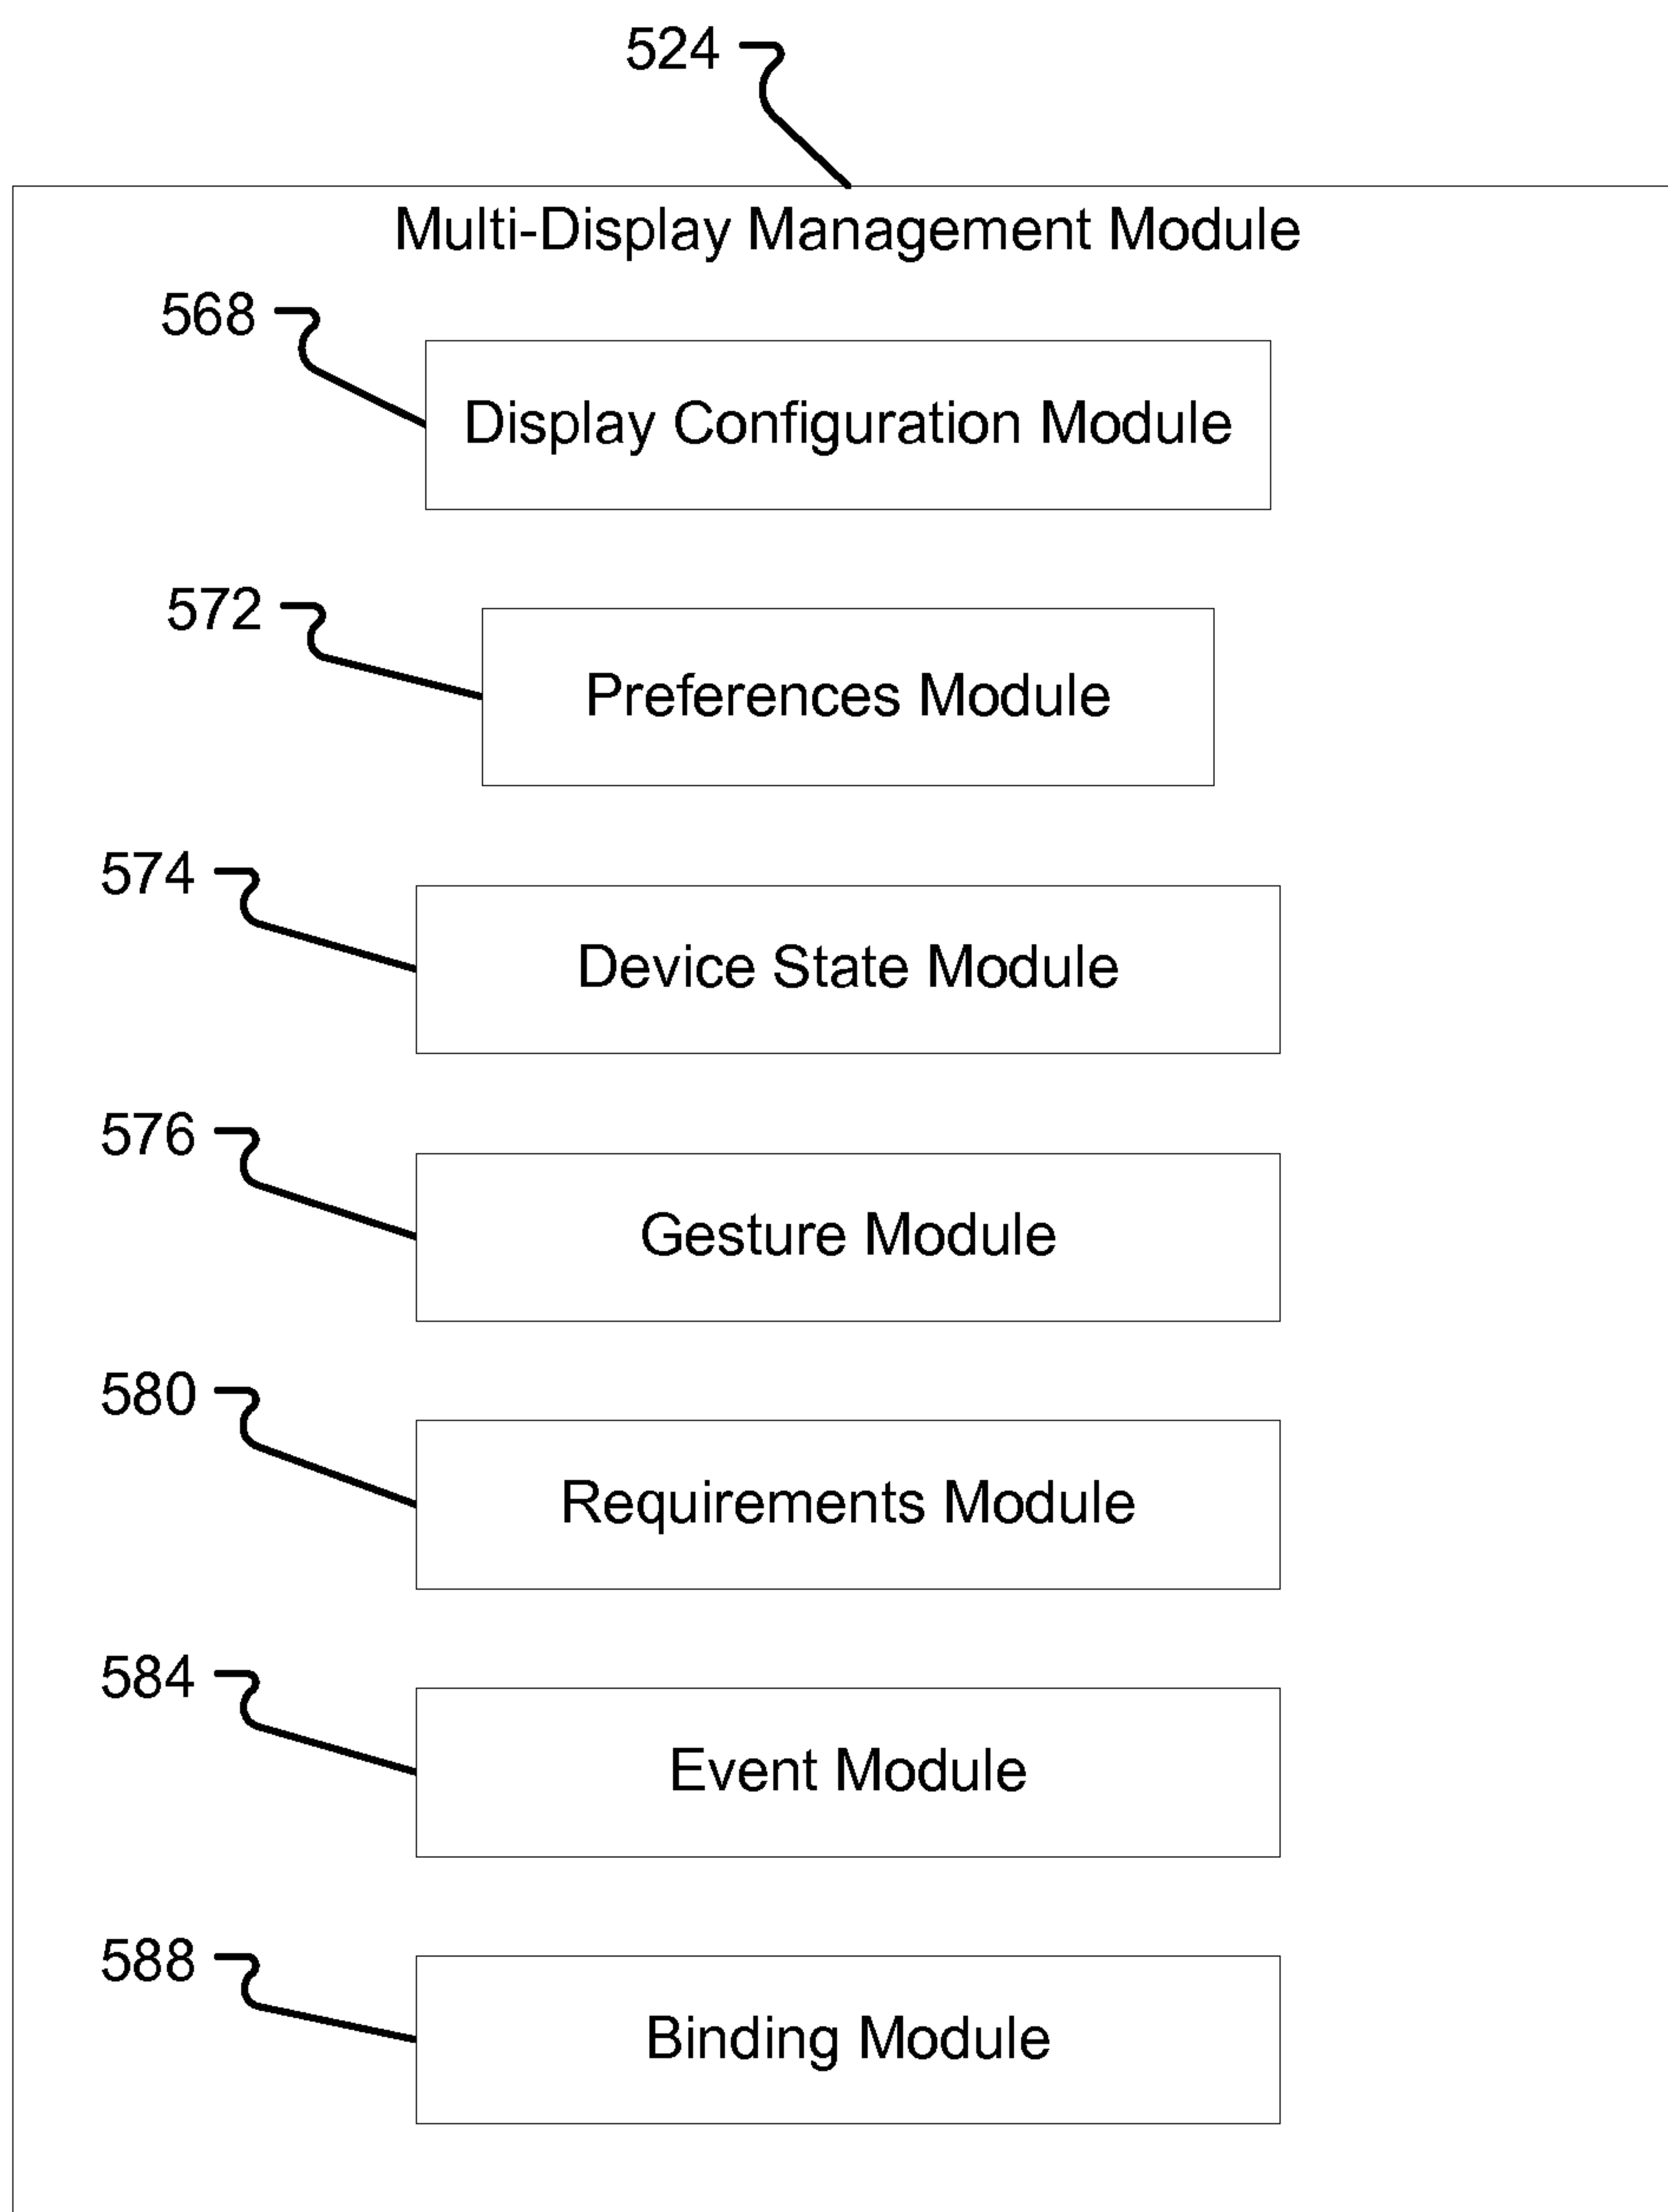 524
Multi-Display Management Module
568
Display Configuration Module
572
Preferences Module
574
Device State Module
576
Gesture Module
580
Requirements Module
584
Event Module
588
Binding Module